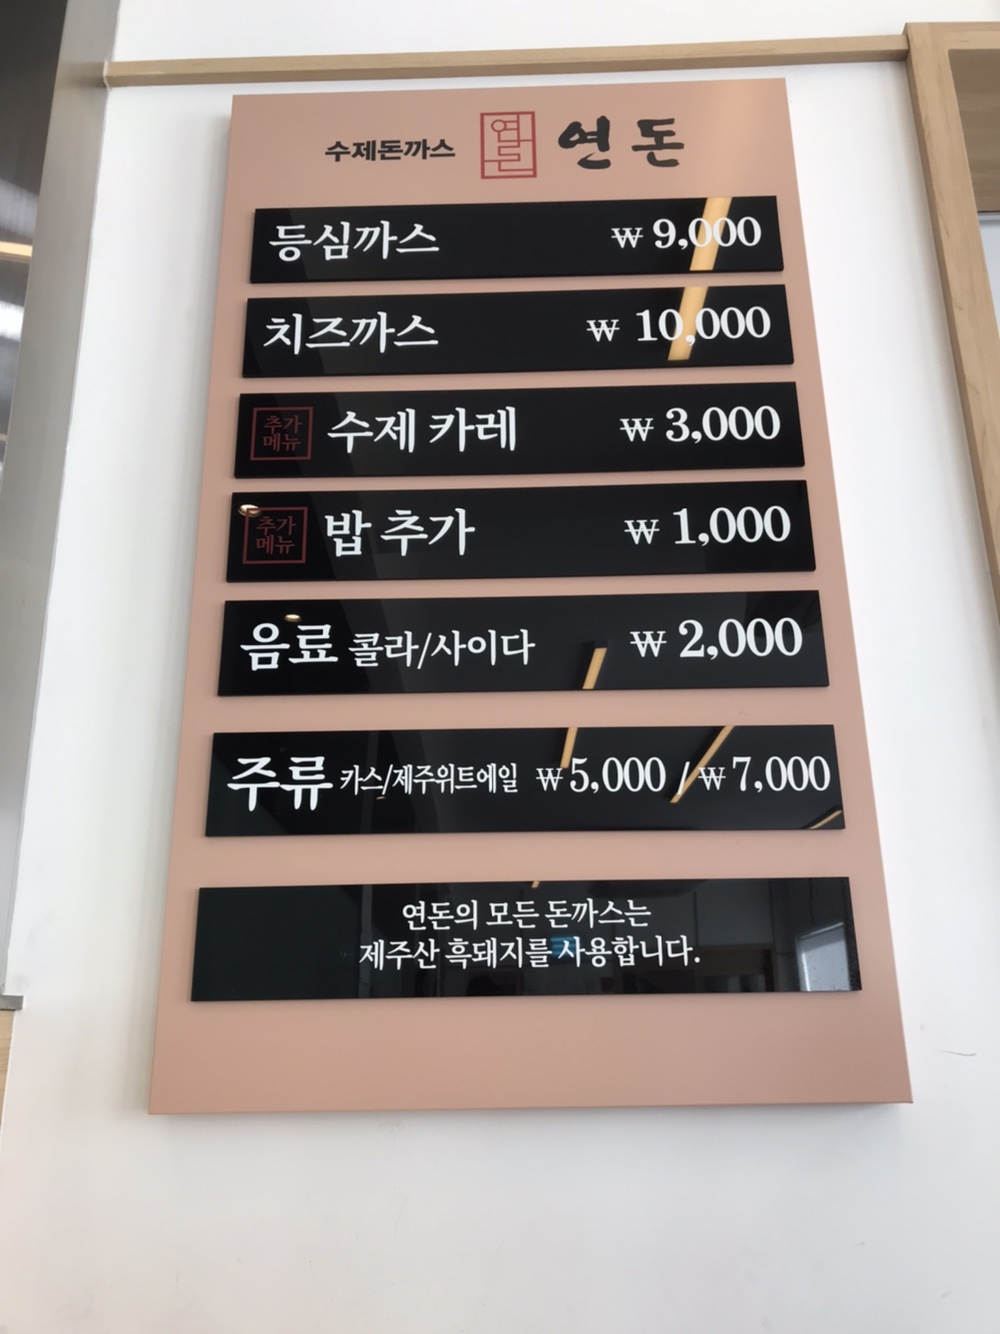 수제돈까스 연돈 연돈
등심까스 ₩ 9,000
치즈까스 ₩ 10,000
추가
메뉴
수제 카레 ₩ 3,000
추가
메뉴
밥 추가 ₩ 1,000
음료 콜라/사이다 ₩ 2,000
주류 카스/제주위트에일 ₩5,000 / ₩7,000
연돈의 모든 돈까스는
제주산 흑돼지를 사용합니다.